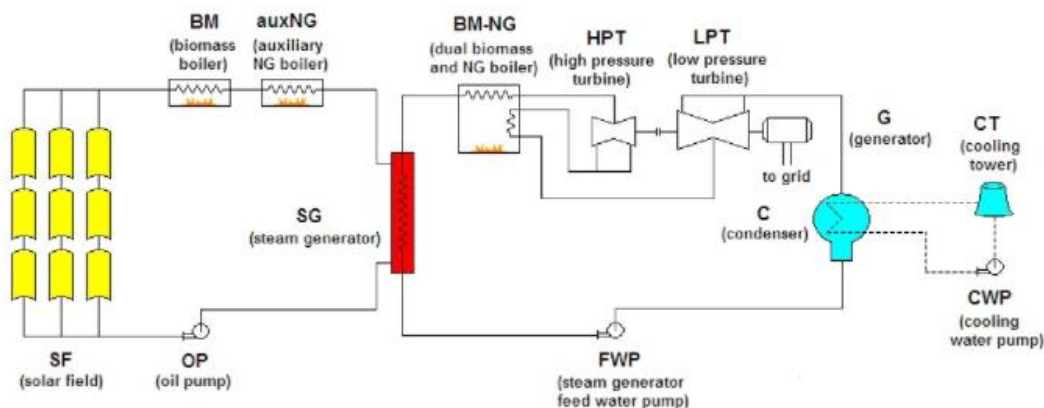 BM
(biomass
boiler)
auxNG
(auxiliary
NG boiler)
BM-NG
(dual biomass
and NG boiler)
HPT
(high pressure
turbine)
LPT
(low pressure
turbine)
G
(generator)
CT
(cooling
tower)
to grid
SG
(steam generator)
C
(condenser)
SF
(solar field)
OP
(oil pump)
FWP
(steam generator
feed water pump)
CWP
(cooling
water pump)